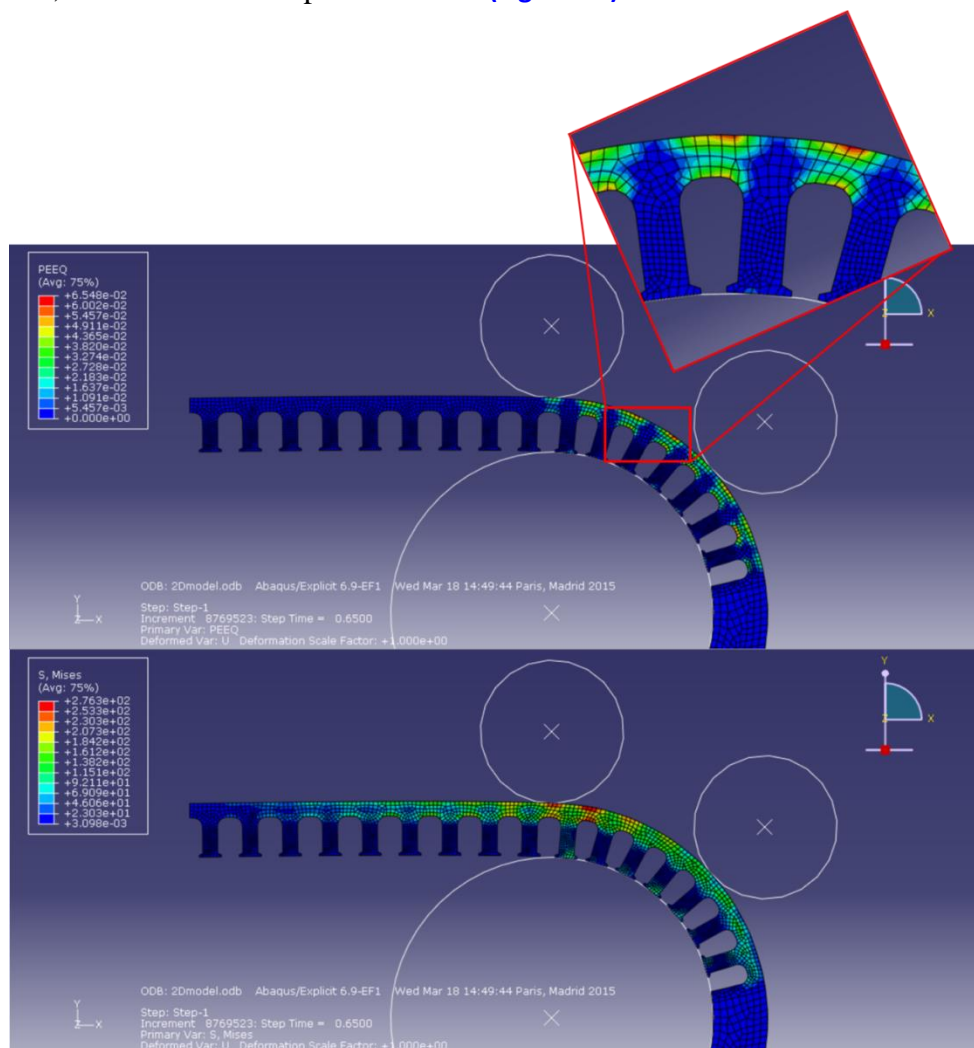 PEEQ
(Avg: 75%)
+6.548e-02
+6.002e-02
+5.457e-02
+4.911e-02
+4.365e-02
+3.820e-02
+3.274e-02
+2.728e-02
+2.183e-02
+1.637e-02
+1.091e-02
+5.457e-03
+0.000e+00
Z X
ODB: 2Dmodel.odb Abaqus/Explicit 6.9-EF1 Wed Mar 18 14:49:44 Paris, Madrid 2015
Y
Z X
Step: Step-1
Increment 8769523: Step Time = 0.6500
Primary Var: PEEQ
Deformed Var: U Deformation Scale Factor: +1.000e+00
S, Mises
(Avg: 75%)
+2.763e+02
+2.533e+02
+2.303e+02
+2.073e+02
+1.842e+02
+1.612e+02
+1.382e+02
+1.151e+02
+9.211e+01
+6.909e+01
+4.606e+01
+2.303e+01
+3.098e-03
Y
Z X
ODB: 2Dmodel.odb Abaqus/Explicit 6.9-EF1 Wed Mar 18 14:49:44 Paris, Madrid 2015
Y
Z X
Step: Step-1
Increment 8769523: Step Time = 0.6500
Primary Var: S, Mises
Deformed Var: U Deformation Scale Factor: +1.000e+00